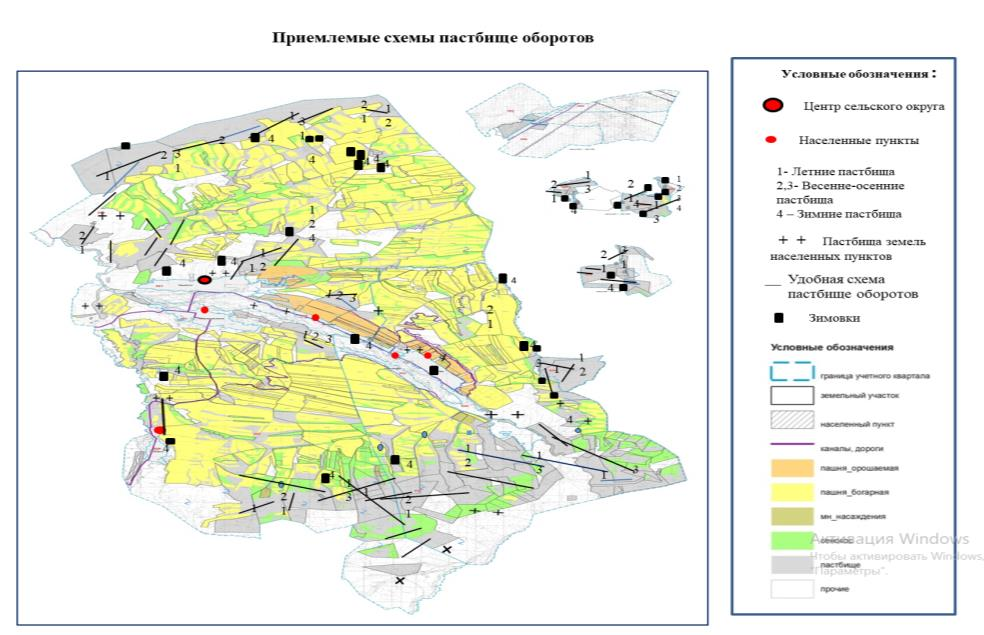 Приемлемые схемы пастбище оборотов
Условные обозначения :
Центр сельского округа
Населенные пункты
1- Летние пастбища
2,3- Весенне-осенние
пастбища
4 – Зимние пастбища
+ + Пастбища земель
населенных пунктов
__ Удобная схема
пастбище оборотов
Зимовки
Условные обозначения
граница учетного квартала
земельный участок
населенный пункт
каналы, дороги
пашня_орошаемая
пашня_богарная
мн_насаждения
Активация Windows
Чтобы активировать Windows,
"Параметры".
пастбище
прочие